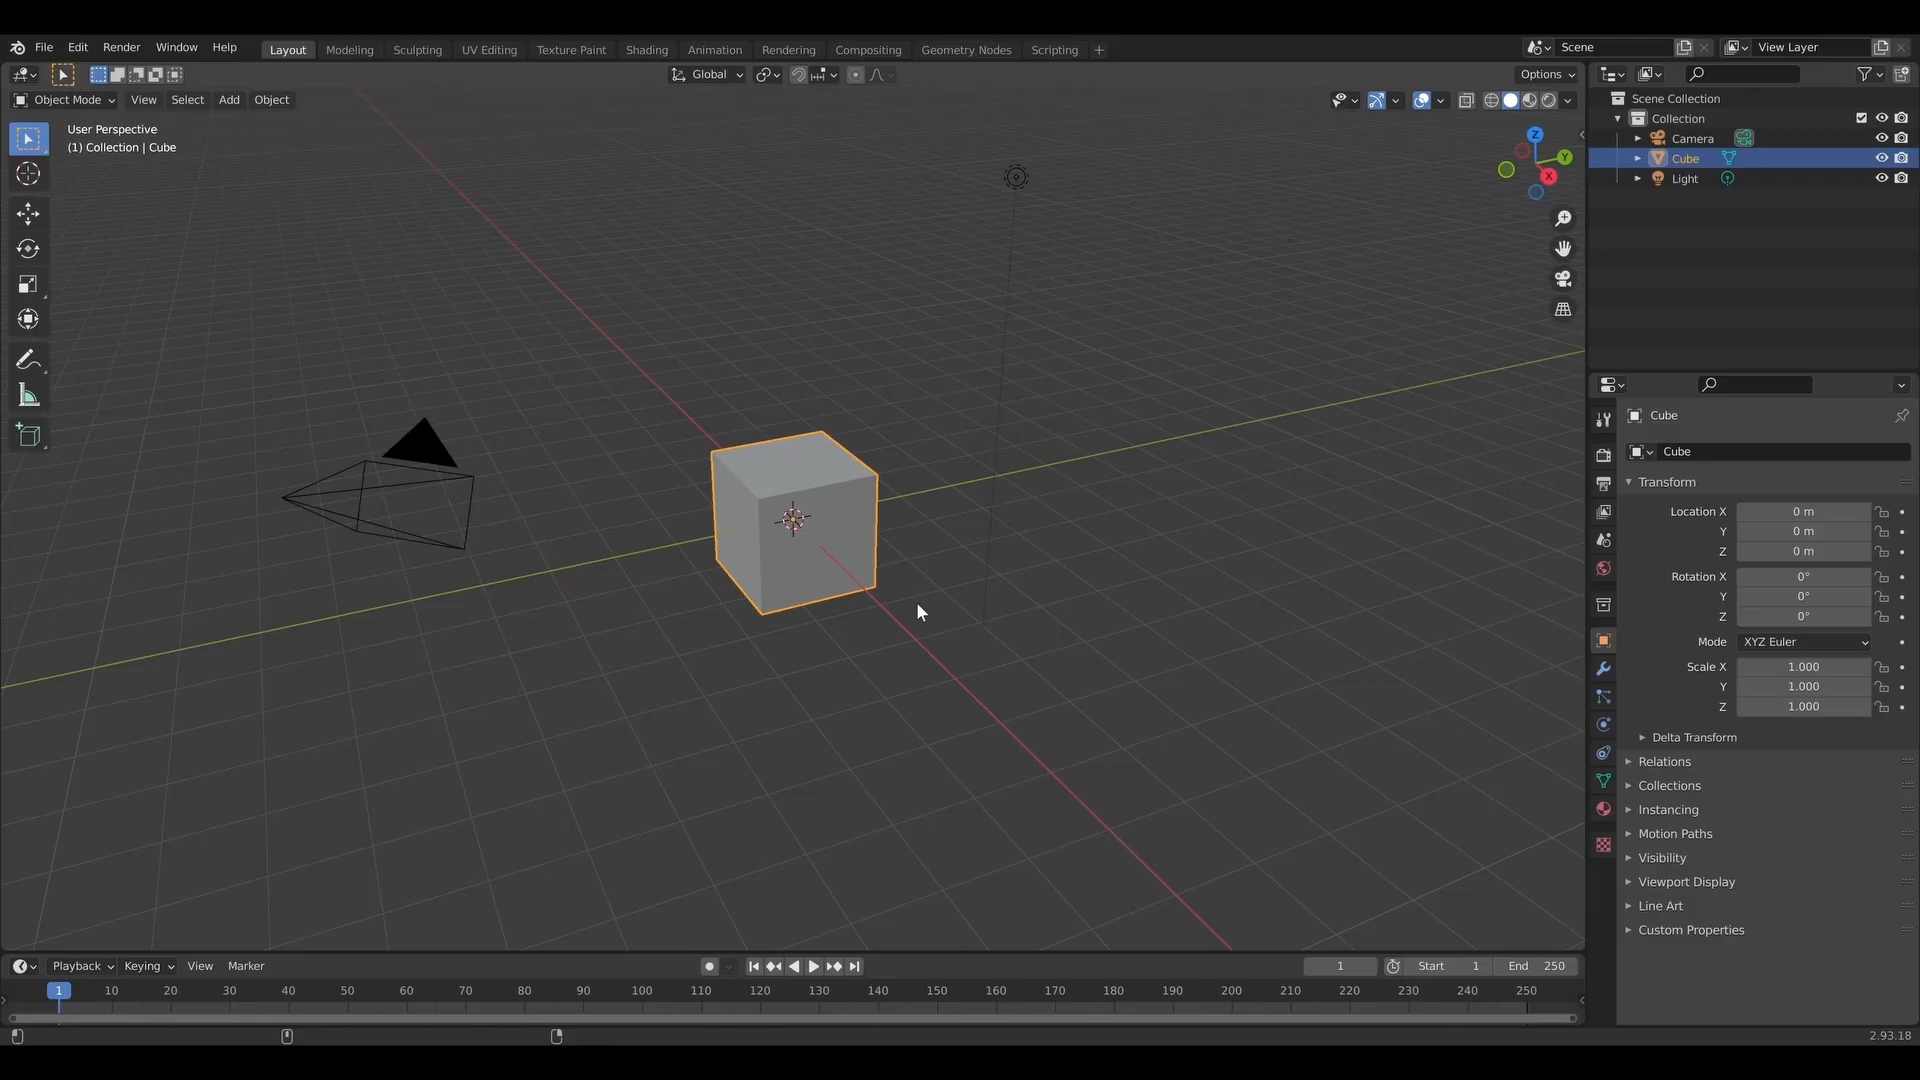 File Edit Render Window Help Layout Modeling Sculpting UV Editing Texture Paint Shading Animation Rendering Compositing Geometry Nodes Scripting + Scene View Layer
Global Options
Object Mode View Select Add Object
User Perspective
(1) Collection | Cube
Z
Y
X
Scene Collection
Collection
Camera
Cube
Light
Cube
Cube
Transform
Location X 0 m
Y 0 m
Z 0 m
Rotation X 0°
Y 0°
Z 0°
Mode XYZ Euler
Scale X 1.000
Y 1.000
Z 1.000
Delta Transform
Relations
Collections
Instancing
Motion Paths
Visibility
Viewport Display
Line Art
Custom Properties
Playback Keying View Marker 1 Start 1 End 250
1 10 20 30 40 50 60 70 80 90 100 110 120 130 140 150 160 170 180 190 200 210 220 230 240 250
2.93.18